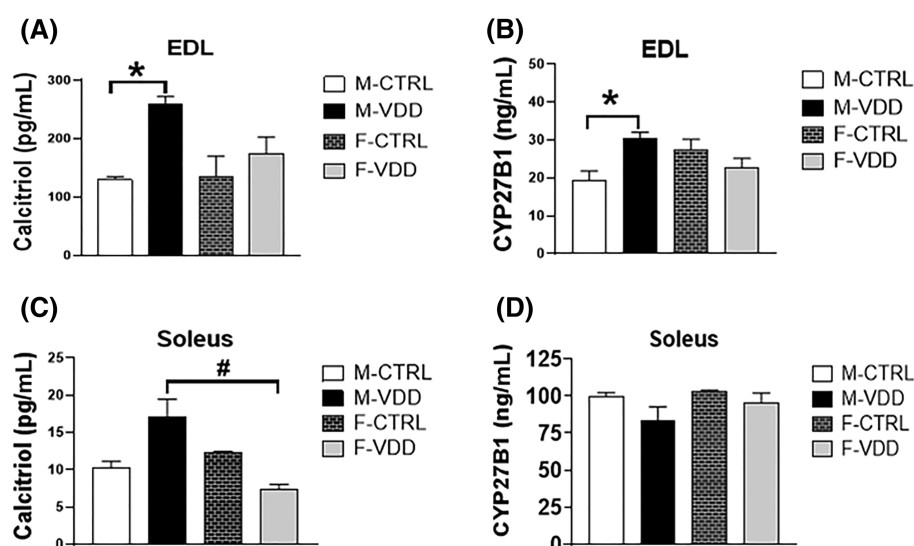 (A)
EDL
Calcitriol (pg/mL)
300
200
100
0
*
M-CTRL
M-VDD
F-CTRL
F-VDD
(B)
EDL
CYP27B1 (ng/mL)
50
40
30
20
10
0
*
M-CTRL
M-VDD
F-CTRL
F-VDD
(C)
Soleus
Calcitriol (pg/mL)
25
20
15
10
5
0
#
M-CTRL
M-VDD
F-CTRL
F-VDD
(D)
Soleus
CYP27B1 (ng/mL)
125
100
75
50
25
0
M-CTRL
M-VDD
F-CTRL
F-VDD